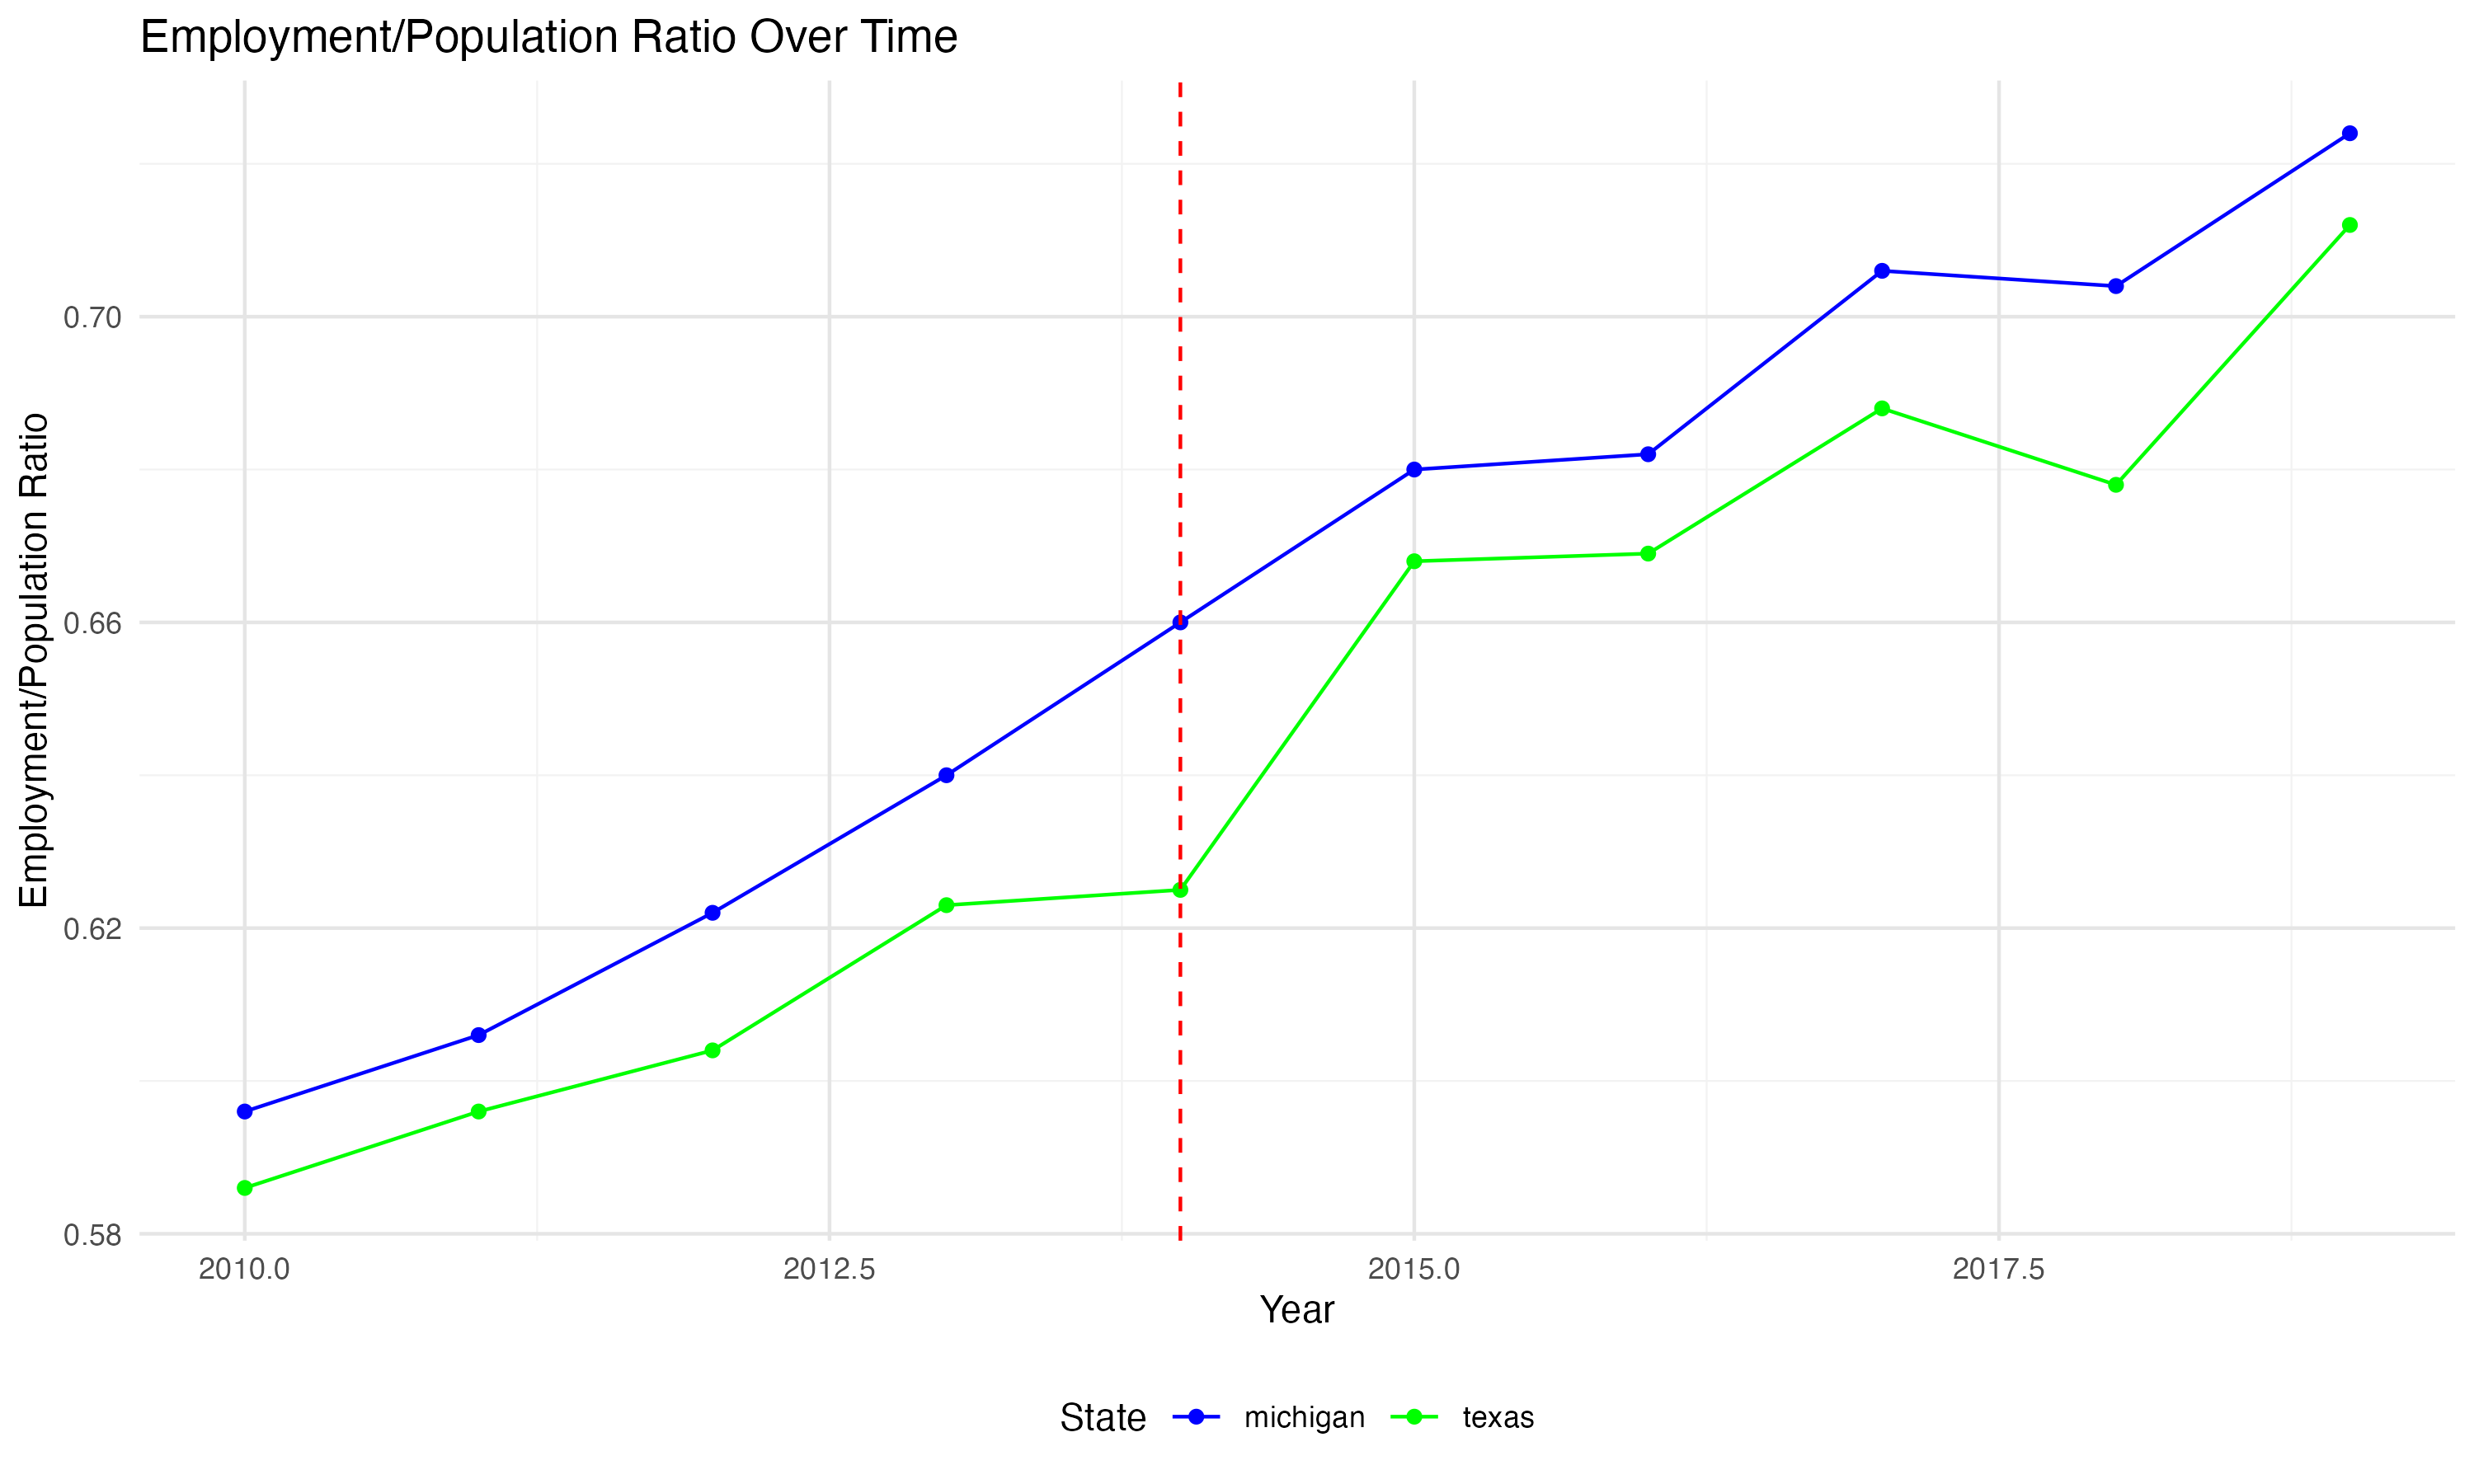 Employment/Population Ratio Over Time
Employment/Population Ratio
0.70
0.66
0.62
0.58
2010.0 2012.5 2015.0 2017.5
Year
State michigan texas